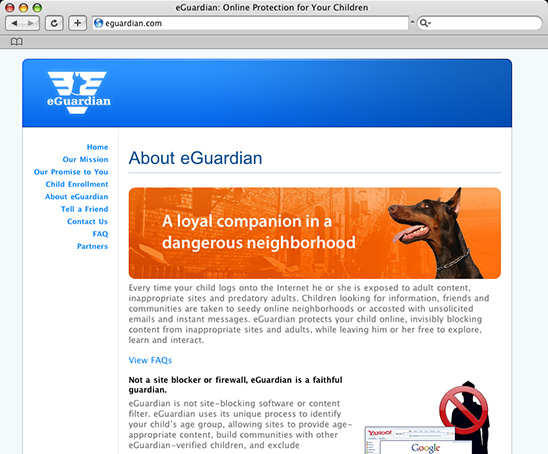 eGuardian: Online Protection for Your Children
eguardian.com
eGuardian
Home
Our Mission
Our Promise to You
Child Enrollment
About eGuardian
Tell a Friend
Contact Us
FAQ
Partners
About eGuardian
A loyal companion in a
dangerous neighborhood
Every time your child logs onto the Internet he or she is exposed to adult content,
inappropriate sites and predatory adults. Children looking for information, friends and
communities are taken to seedy online neighborhoods or accosted with unsolicited
emails and instant messages. eGuardian protects your child online, invisibly blocking
content from inappropriate sites and adults, while leaving him or her free to explore,
learn and interact.
View FAQs
Not a site blocker or firewall, eGuardian is a faithful
guardian.
eGuardian is not site-blocking software or content
filter. eGuardian uses its unique process to identify
your child's age group, allowing sites to provide age-
appropriate content, build communities with other
eGuardian-verified children, and exclude
YAHOO!
Google